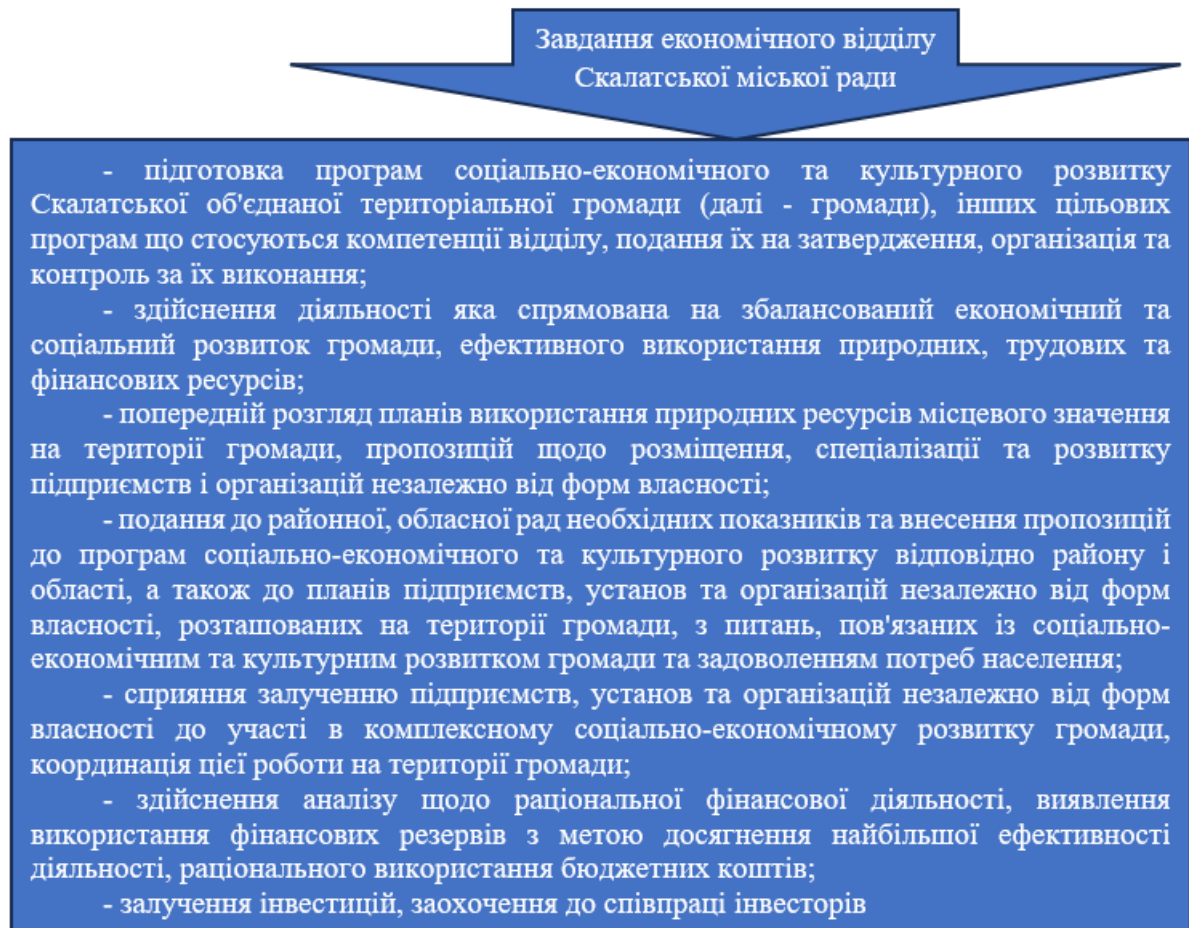 Завдання економічного відділу
Скалатської міської ради
- підготовка програм соціально-економічного та культурного розвитку
Скалатської об'єднаної територіальної громади (далі - громади), інших цільових
програм що стосуються компетенції відділу, подання їх на затвердження, організація та
контроль за їх виконання;
- здійснення діяльності яка спрямована на збалансований економічний та
соціальний розвиток громади, ефективного використання природних, трудових та
фінансових ресурсів;
- попередній розгляд планів використання природних ресурсів місцевого значення
на території громади, пропозицій щодо розміщення, спеціалізації та розвитку
підприємств і організацій незалежно від форм власності;
- подання до районної, обласної рад необхідних показників та внесення пропозицій
до програм соціально-економічного та культурного розвитку відповідно району і
області, а також до планів підприємств, установ та організацій незалежно від форм
власності, розташованих на території громади, з питань, пов'язаних із соціально-
економічним та культурним розвитком громади та задоволенням потреб населення;
- сприяння залученню підприємств, установ та організацій незалежно від форм
власності до участі в комплексному соціально-економічному розвитку громади,
координація цієї роботи на території громади;
- здійснення аналізу щодо раціональної фінансової діяльності, виявлення
використання фінансових резервів з метою досягнення найбільшої ефективності
діяльності, раціонального використання бюджетних коштів;
- залучення інвестицій, заохочення до співпраці інвесторів